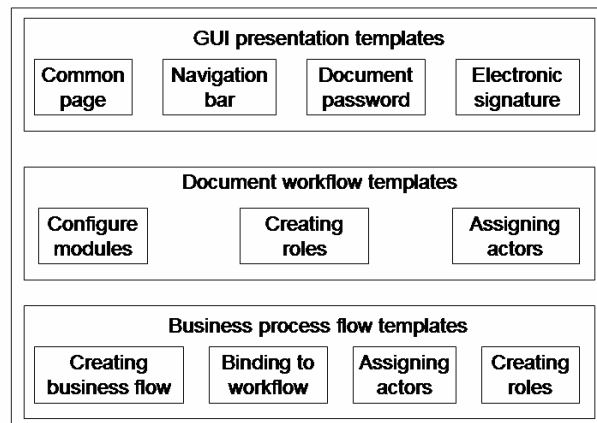 GUI presentation templates
Common
page
Navigation
bar
Document
password
Electronic
signature
Document workflow templates
Configure
modules
Creating
roles
Assigning
actors
Business process flow templates
Creating
business flow
Binding to
workflow
Assigning
actors
Creating
roles